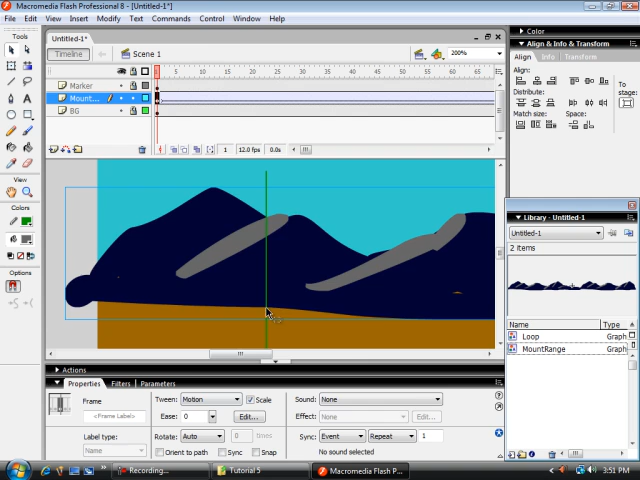 Macromedia Flash Professional 8 - [Untitled-1*]
File Edit View Insert Modify Text Commands Control Window Help
Tools
View
Colors
Options
Untitled-1*
Timeline
Scene 1
200%
1 5 10 15 20 25 30 35 40 45 50 55 60 65
Marker
Mount...
BG
1 12.0 fps 0.0s
Color
Align & Info & Transform
Align Info Transform
Align:
Distribute:
Match size: Space:
To stage:
Library - Untitled-1
Untitled-1
2 items
Name Type
Loop Graph
MountRange Graph
Actions
Properties Filters Parameters
Frame
<Frame Label>
Label type:
Name
Tween: Motion Scale
Ease: 0 Edit...
Rotate: Auto 0 times
Orient to path Sync Snap
Sound: None
Effect: None Edit...
Sync: Event Repeat 1
No sound selected
Recording...
Tutorial 5
Macromedia Flash P...
3:51 PM